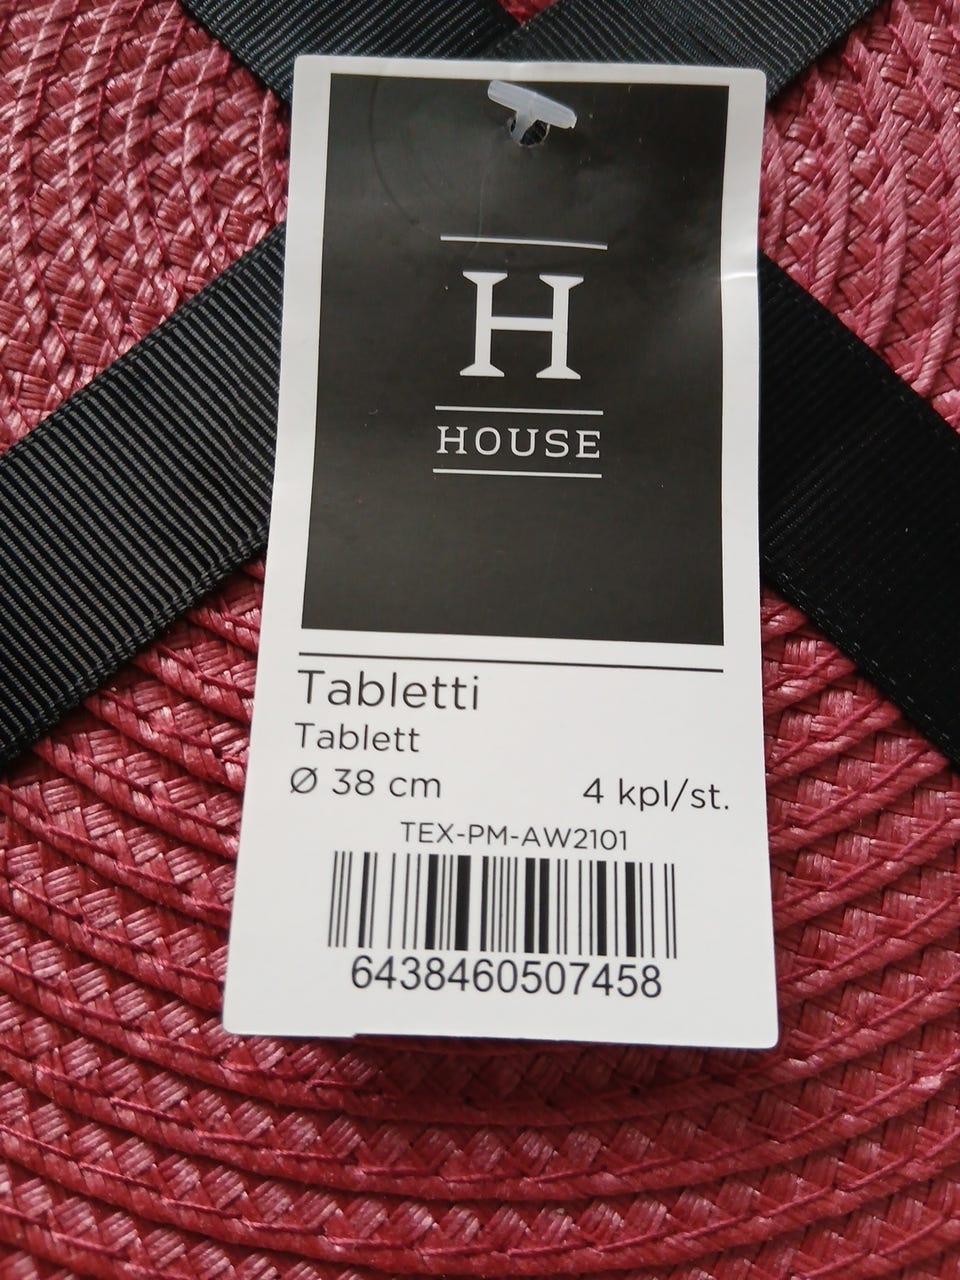 H
HOUSE
Tabletti
Tablett
Ø 38 cm 4 kpl/st.
TEX-PM-AW2101
6438460507458